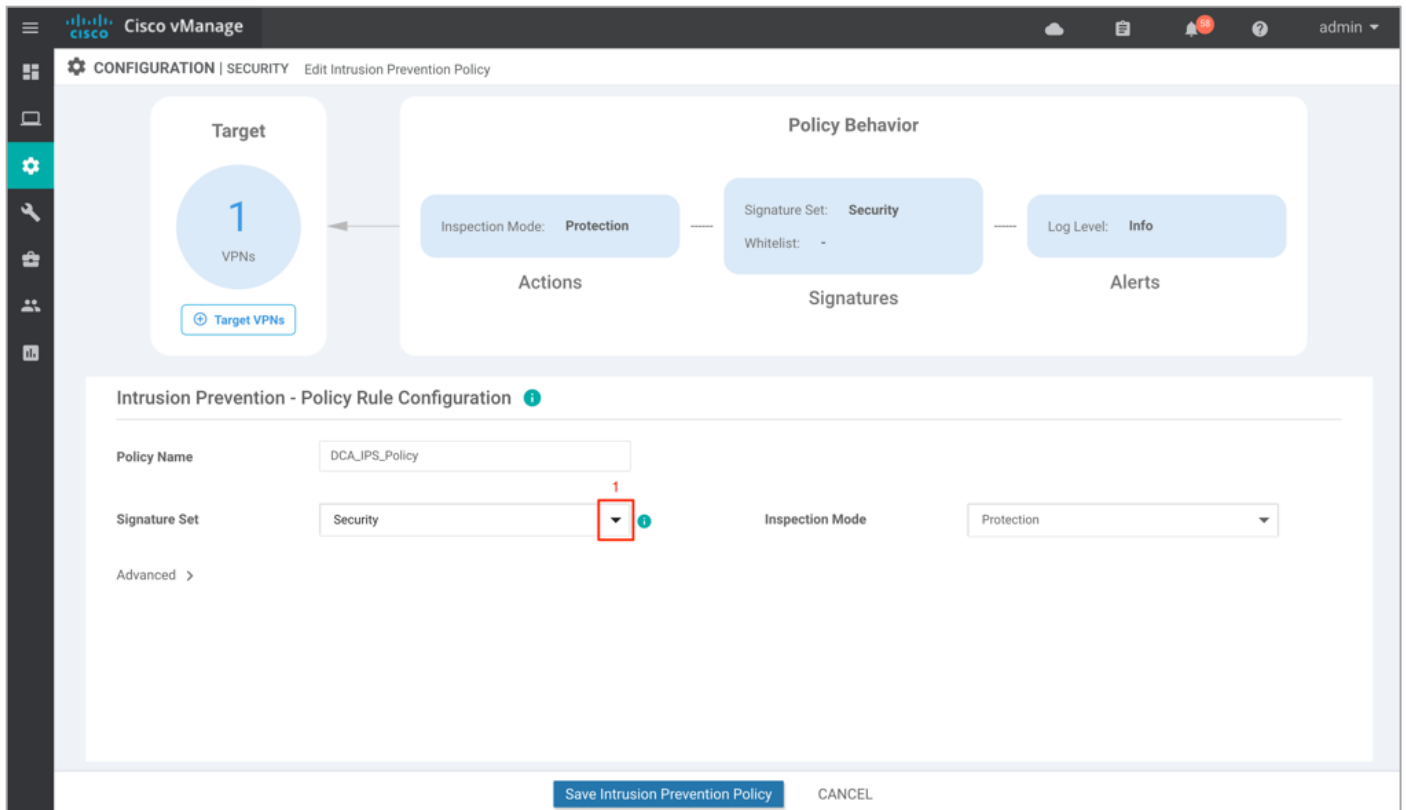 cisco Cisco vManage 58 admin
CONFIGURATION | SECURITY Edit Intrusion Prevention Policy
Target
1
VPNs
Target VPNs
Policy Behavior
Inspection Mode: Protection
Actions
Signature Set: Security
Whitelist: -
Signatures
Log Level: Info
Alerts
Intrusion Prevention - Policy Rule Configuration
Policy Name DCA_IPS_Policy
1
Signature Set Security Inspection Mode Protection
Advanced >
Save Intrusion Prevention Policy CANCEL